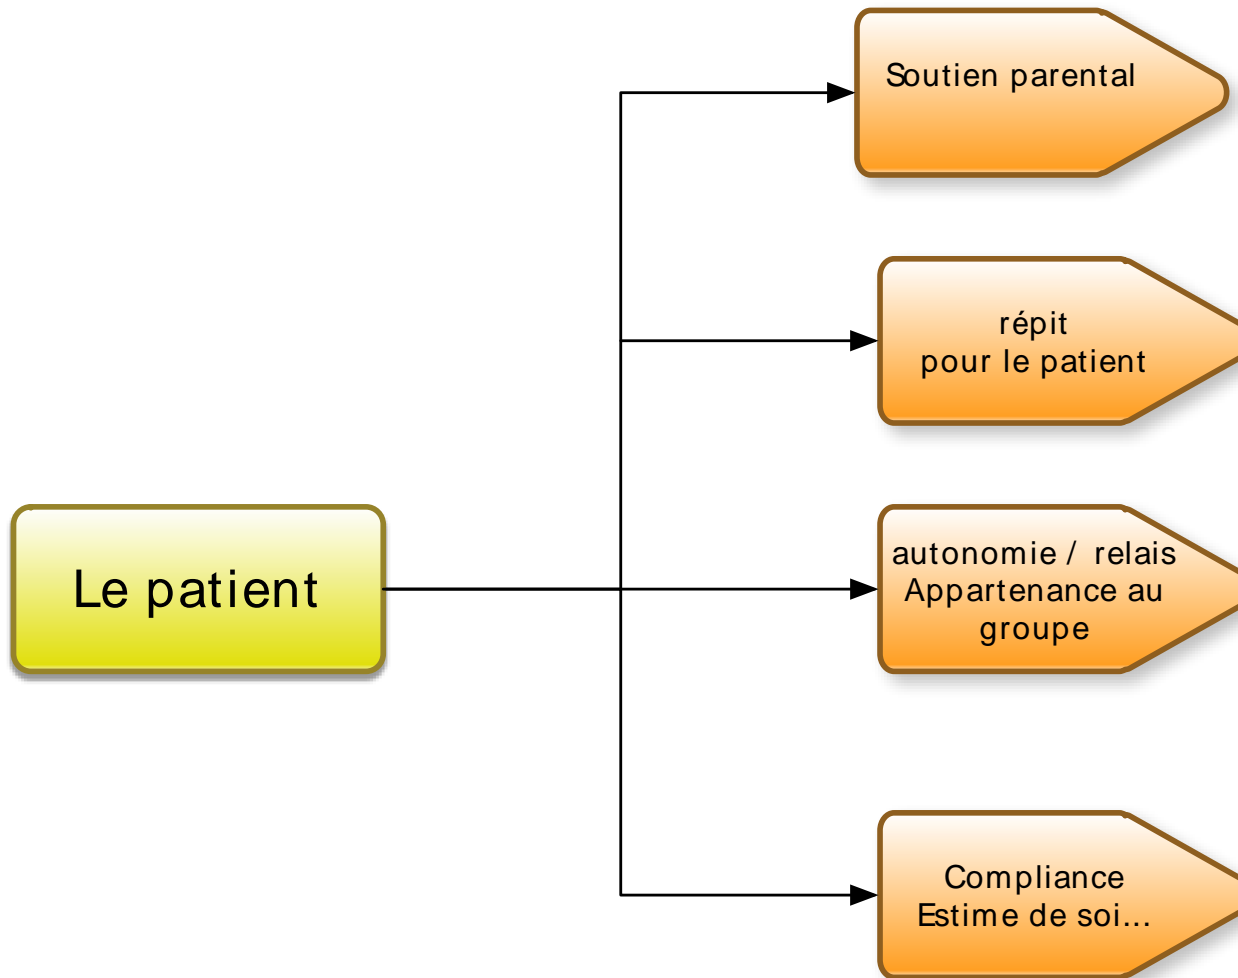 Soutien parental
répit
pour le patient
Le patient
autonomie / relais
Appartenance au
groupe
Compliance
Estime de soi...